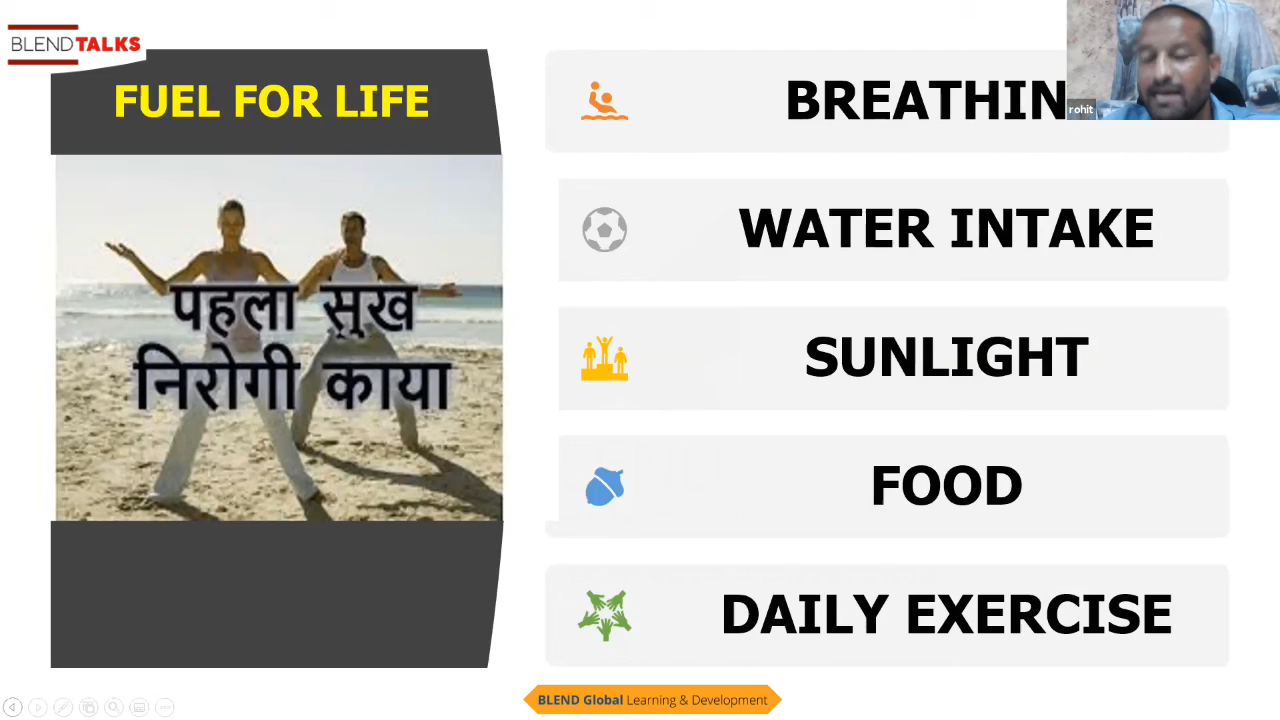 BLENDTALKS
FUEL FOR LIFE
पहला सुख
निरोगी काया
BREATHIN
WATER INTAKE
SUNLIGHT
FOOD
DAILY EXERCISE
rohit
BLEND Global Learning & Development